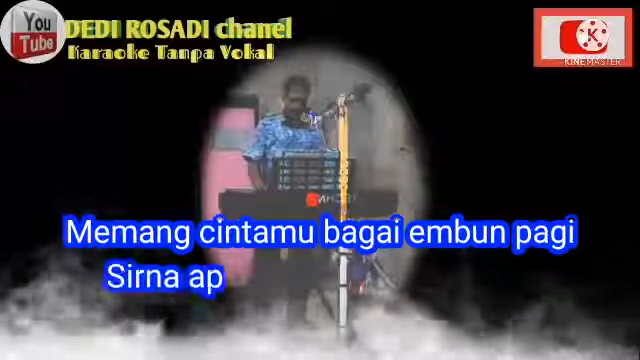 You
Tube
DEDI ROSADI chanel
Karaoke Tanpa Vokal
KINEMASTER
Memang cintamu bagai embun pagi
Sirna ap